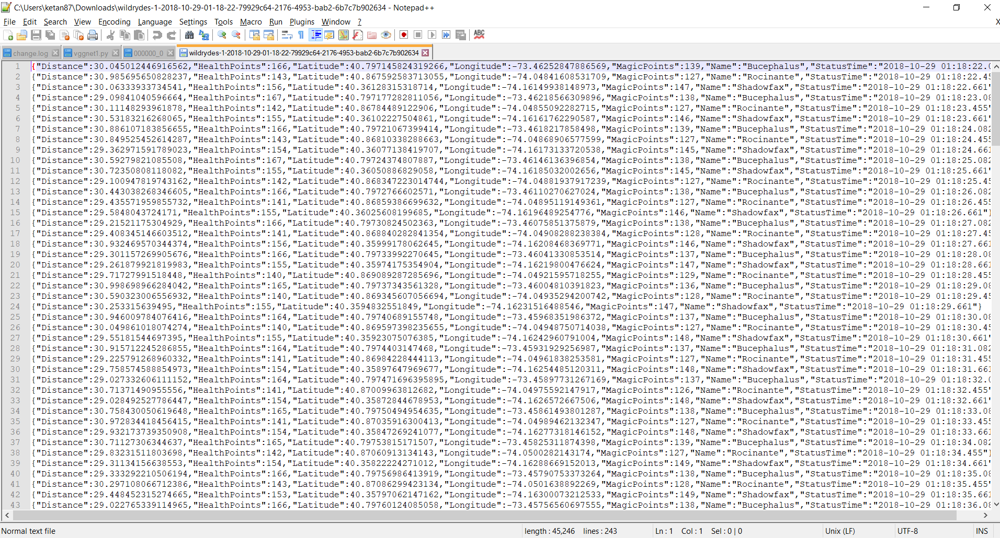 C:\Users\ketan87\Downloads\wildrydes-1-2018-10-29-01-18-22-79929c64-2176-4953-bab2-6b7c7b902634 - Notepad++
File Edit Search View Encoding Language Settings Tools Macro Run Plugins Window ? X
ABC
change.log vggnet1.py 000000_0 wildrydes-1-2018-10-29-01-18-22-79929c64-2176-4953-bab2-6b7c7b902634
1 {"Distance":30.045012446916562,"HealthPoints":166,"Latitude":40.797145824319266,"Longitude":-73.46252847886569,"MagicPoints":139,"Name":"Bucephalus","StatusTime":"2018-10-29 01:18:22.0
2 {"Distance":30.985695650828237,"HealthPoints":143,"Latitude":40.867592583713055,"Longitude":-74.04841608531709,"MagicPoints":127,"Name":"Rocinante","StatusTime":"2018-10-29 01:18:22.45
3 {"Distance":30.06333933734541,"HealthPoints":156,"Latitude":40.36128315318714,"Longitude":-74.16149938148973,"MagicPoints":147,"Name":"Shadowfax","StatusTime":"2018-10-29 01:18:22.661"
4 {"Distance":29.09841040596664,"HealthPoints":167,"Latitude":40.797177282811056,"Longitude":-73.46218566309896,"MagicPoints":138,"Name":"Bucephalus","StatusTime":"2018-10-29 01:18:23.08
5 {"Distance":30.11148293961878,"HealthPoints":142,"Latitude":40.86784489122906,"Longitude":-74.04855092282715,"MagicPoints":127,"Name":"Rocinante","StatusTime":"2018-10-29 01:18:23.455"
6 {"Distance":30.53183216268065,"HealthPoints":155,"Latitude":40.36102227504861,"Longitude":-74.16161762290587,"MagicPoints":146,"Name":"Shadowfax","StatusTime":"2018-10-29 01:18:23.661"
7 {"Distance":30.886107183856655,"HealthPoints":166,"Latitude":40.79721067399414,"Longitude":-73.4618217858498,"MagicPoints":139,"Name":"Bucephalus","StatusTime":"2018-10-29 01:18:24.082
8 {"Distance":30.849525452614287,"HealthPoints":143,"Latitude":40.86810338288663,"Longitude":-74.04868906577599,"MagicPoints":127,"Name":"Rocinante","StatusTime":"2018-10-29 01:18:24.455
9 {"Distance":29.362971591789023,"HealthPoints":154,"Latitude":40.36077138419707,"Longitude":-74.16173133720538,"MagicPoints":145,"Name":"Shadowfax","StatusTime":"2018-10-29 01:18:24.661
10 {"Distance":30.59279821085508,"HealthPoints":167,"Latitude":40.79724374807887,"Longitude":-73.46146136396854,"MagicPoints":138,"Name":"Bucephalus","StatusTime":"2018-10-29 01:18:25.082
11 {"Distance":30.72350808118082,"HealthPoints":155,"Latitude":40.36050886829058,"Longitude":-74.16185032002656,"MagicPoints":145,"Name":"Shadowfax","StatusTime":"2018-10-29 01:18:25.661"
12 {"Distance":29.100947819743162,"HealthPoints":142,"Latitude":40.868347223014744,"Longitude":-74.04881937917239,"MagicPoints":127,"Name":"Rocinante","StatusTime":"2018-10-29 01:18:25.45
13 {"Distance":30.443038268346605,"HealthPoints":166,"Latitude":40.7972766602571,"Longitude":-73.46110270627024,"MagicPoints":138,"Name":"Bucephalus","StatusTime":"2018-10-29 01:18:26.082
14 {"Distance":29.435571959855732,"HealthPoints":141,"Latitude":40.86859386699632,"Longitude":-74.04895119149361,"MagicPoints":127,"Name":"Rocinante","StatusTime":"2018-10-29 01:18:26.455
15 {"Distance":29.5848043724171,"HealthPoints":155,"Latitude":40.36025608199685,"Longitude":-74.16196489254776,"MagicPoints":146,"Name":"Shadowfax","StatusTime":"2018-10-29 01:18:26.661"}
16 {"Distance":29.21521175304929,"HealthPoints":166,"Latitude":40.79730824502363,"Longitude":-73.46075851375879,"MagicPoints":138,"Name":"Bucephalus","StatusTime":"2018-10-29 01:18:27.082
17 {"Distance":29.408345146603512,"HealthPoints":141,"Latitude":40.868840282841354,"Longitude":-74.04908288238384,"MagicPoints":128,"Name":"Rocinante","StatusTime":"2018-10-29 01:18:27.45
18 {"Distance":30.932469570344374,"HealthPoints":156,"Latitude":40.35999178062645,"Longitude":-74.16208468369771,"MagicPoints":146,"Name":"Shadowfax","StatusTime":"2018-10-29 01:18:27.661
19 {"Distance":29.301157269905676,"HealthPoints":166,"Latitude":40.79733992270645,"Longitude":-73.46041330853514,"MagicPoints":137,"Name":"Bucephalus","StatusTime":"2018-10-29 01:18:28.08
20 {"Distance":29.261879921819983,"HealthPoints":155,"Latitude":40.35974175354904,"Longitude":-74.16219800476624,"MagicPoints":147,"Name":"Shadowfax","StatusTime":"2018-10-29 01:18:28.661
21 {"Distance":29.71727991518448,"HealthPoints":140,"Latitude":40.869089287285696,"Longitude":-74.04921595718255,"MagicPoints":129,"Name":"Rocinante","StatusTime":"2018-10-29 01:18:28.455
22 {"Distance":30.998698966284042,"HealthPoints":165,"Latitude":40.79737343561328,"Longitude":-73.46004810391823,"MagicPoints":136,"Name":"Bucephalus","StatusTime":"2018-10-29 01:18:29.08
23 {"Distance":30.590323006556932,"HealthPoints":140,"Latitude":40.869345607056694,"Longitude":-74.04935294200742,"MagicPoints":128,"Name":"Rocinante","StatusTime":"2018-10-29 01:18:29.45
24 {"Distance":30.253315639495,"HealthPoints":155,"Latitude":40.3594832551849,"Longitude":-74.16231516488546,"MagicPoints":147,"Name":"Shadowfax","StatusTime":"2018-10-29 01:18:29.661"}
25 {"Distance":30.946009784076416,"HealthPoints":164,"Latitude":40.79740689155748,"Longitude":-73.45968351986372,"MagicPoints":137,"Name":"Bucephalus","StatusTime":"2018-10-29 01:18:30.08
26 {"Distance":30.049861018074274,"HealthPoints":140,"Latitude":40.869597398235655,"Longitude":-74.04948750714038,"MagicPoints":127,"Name":"Rocinante","StatusTime":"2018-10-29 01:18:30.45
27 {"Distance":29.55181544697395,"HealthPoints":155,"Latitude":40.35923075076385,"Longitude":-74.16242960791004,"MagicPoints":148,"Name":"Shadowfax","StatusTime":"2018-10-29 01:18:30.661"
28 {"Distance":30.915712245286855,"HealthPoints":164,"Latitude":40.7974403147468,"Longitude":-73.45931929256987,"MagicPoints":137,"Name":"Bucephalus","StatusTime":"2018-10-29 01:18:31.082
29 {"Distance":29.225791268960332,"HealthPoints":141,"Latitude":40.86984228444113,"Longitude":-74.04961838253581,"MagicPoints":127,"Name":"Rocinante","StatusTime":"2018-10-29 01:18:31.455
30 {"Distance":29.758574588854973,"HealthPoints":154,"Latitude":40.35897647969677,"Longitude":-74.16254485120311,"MagicPoints":148,"Name":"Shadowfax","StatusTime":"2018-10-29 01:18:31.661
31 {"Distance":29.027332606111152,"HealthPoints":164,"Latitude":40.797471696395895,"Longitude":-73.45897731267169,"MagicPoints":137,"Name":"Bucephalus","StatusTime":"2018-10-29 01:18:32.0
32 {"Distance":30.71371490955556,"HealthPoints":141,"Latitude":40.87009963812682,"Longitude":-74.04975592147917,"MagicPoints":126,"Name":"Rocinante","StatusTime":"2018-10-29 01:18:32.455"
33 {"Distance":29.028492527786447,"HealthPoints":154,"Latitude":40.35872844678953,"Longitude":-74.1626572667506,"MagicPoints":148,"Name":"Shadowfax","StatusTime":"2018-10-29 01:18:32.661"
34 {"Distance":30.758430050619648,"HealthPoints":165,"Latitude":40.79750494954635,"Longitude":-73.45861493801287,"MagicPoints":138,"Name":"Bucephalus","StatusTime":"2018-10-29 01:18:33.08
35 {"Distance":30.972834418456415,"HealthPoints":141,"Latitude":40.87035916300413,"Longitude":-74.04989462132347,"MagicPoints":127,"Name":"Rocinante","StatusTime":"2018-10-29 01:18:33.455
36 {"Distance":29.932173739350908,"HealthPoints":154,"Latitude":40.35847269241077,"Longitude":-74.16277318146152,"MagicPoints":148,"Name":"Shadowfax","StatusTime":"2018-10-29 01:18:33.661
37 {"Distance":30.71127306344637,"HealthPoints":165,"Latitude":40.79753815171507,"Longitude":-73.45825311874398,"MagicPoints":139,"Name":"Bucephalus","StatusTime":"2018-10-29 01:18:34.082
38 {"Distance":29.83231511803698,"HealthPoints":142,"Latitude":40.87060913134143,"Longitude":-74.0500282143174,"MagicPoints":127,"Name":"Rocinante","StatusTime":"2018-10-29 01:18:34.455"}
39 {"Distance":29.31134156638553,"HealthPoints":154,"Latitude":40.35822224271012,"Longitude":-74.16288669152013,"MagicPoints":149,"Name":"Shadowfax","StatusTime":"2018-10-29 01:18:34.661"
40 {"Distance":29.333292210506194,"HealthPoints":166,"Latitude":40.79756986413919,"Longitude":-73.45790753373264,"MagicPoints":138,"Name":"Bucephalus","StatusTime":"2018-10-29 01:18:35.08
41 {"Distance":30.297108066712386,"HealthPoints":143,"Latitude":40.87086299423134,"Longitude":-74.0501638892269,"MagicPoints":128,"Name":"Rocinante","StatusTime":"2018-10-29 01:18:35.455"
42 {"Distance":29.448452315274665,"HealthPoints":153,"Latitude":40.35797062147162,"Longitude":-74.16300073212533,"MagicPoints":149,"Name":"Shadowfax","StatusTime":"2018-10-29 01:18:35.661
43 {"Distance":29.022765339114965,"HealthPoints":166,"Latitude":40.79760124085058,"Longitude":-73.45756560697555,"MagicPoints":138,"Name":"Bucephalus","StatusTime":"2018-10-29 01:18:36.08
Normal text file length : 45,246 lines : 243 Ln : 1 Col : 1 Sel : 0 | 0 Unix (LF) UTF-8 INS